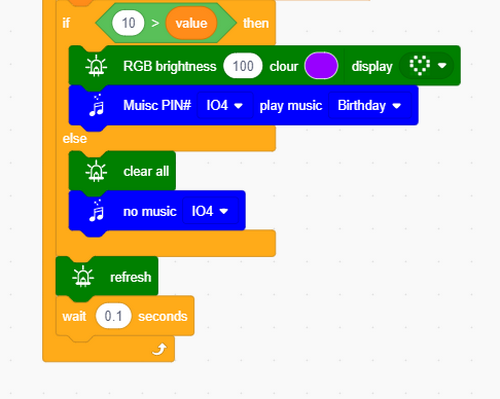 if 10 > value then
RGB brightness 100 clour display
Muisc PIN# IO4 play music Birthday
else
clear all
no music IO4
refresh
wait 0.1 seconds